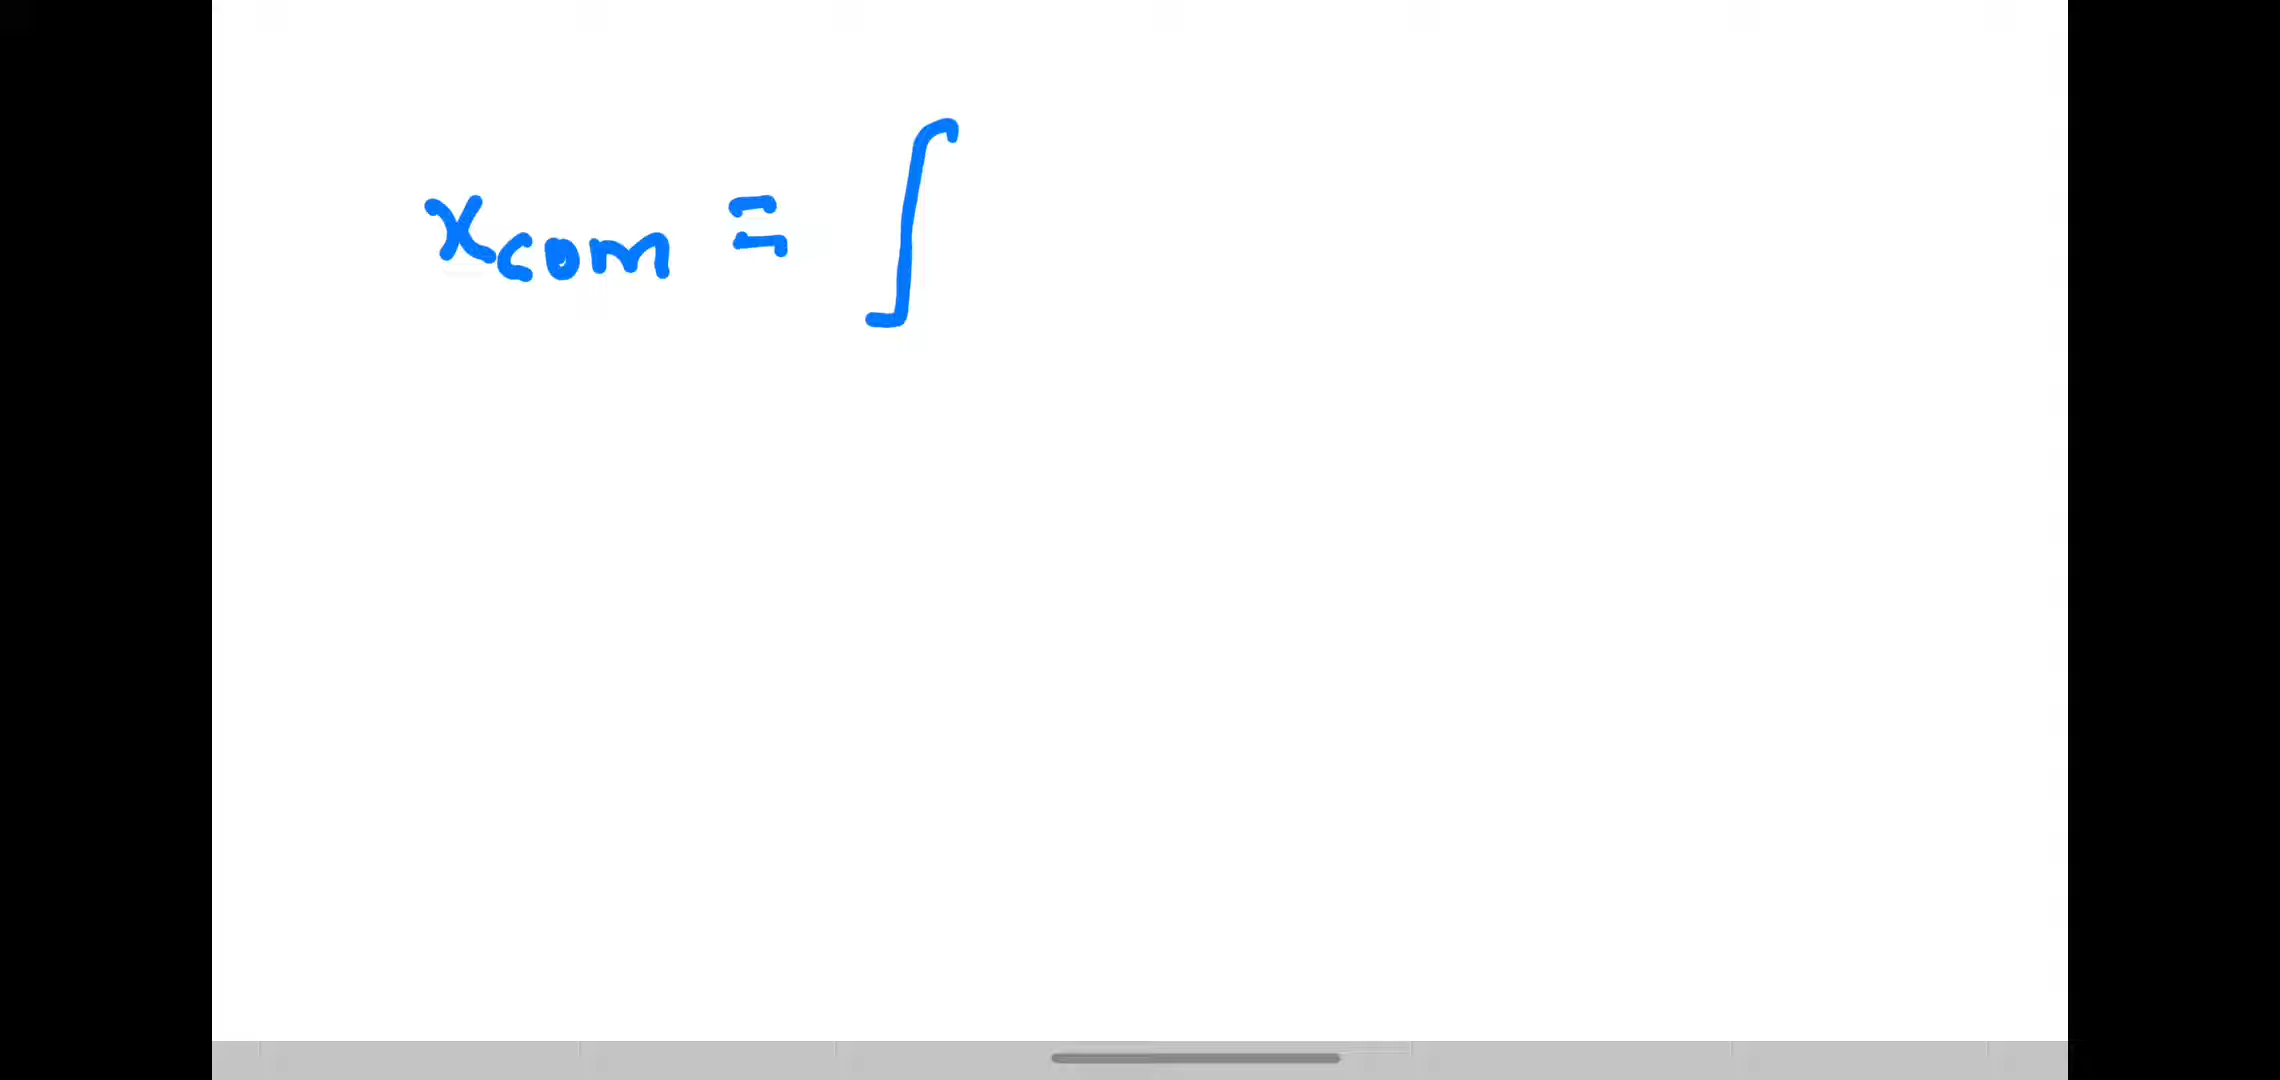 x_com = ∫